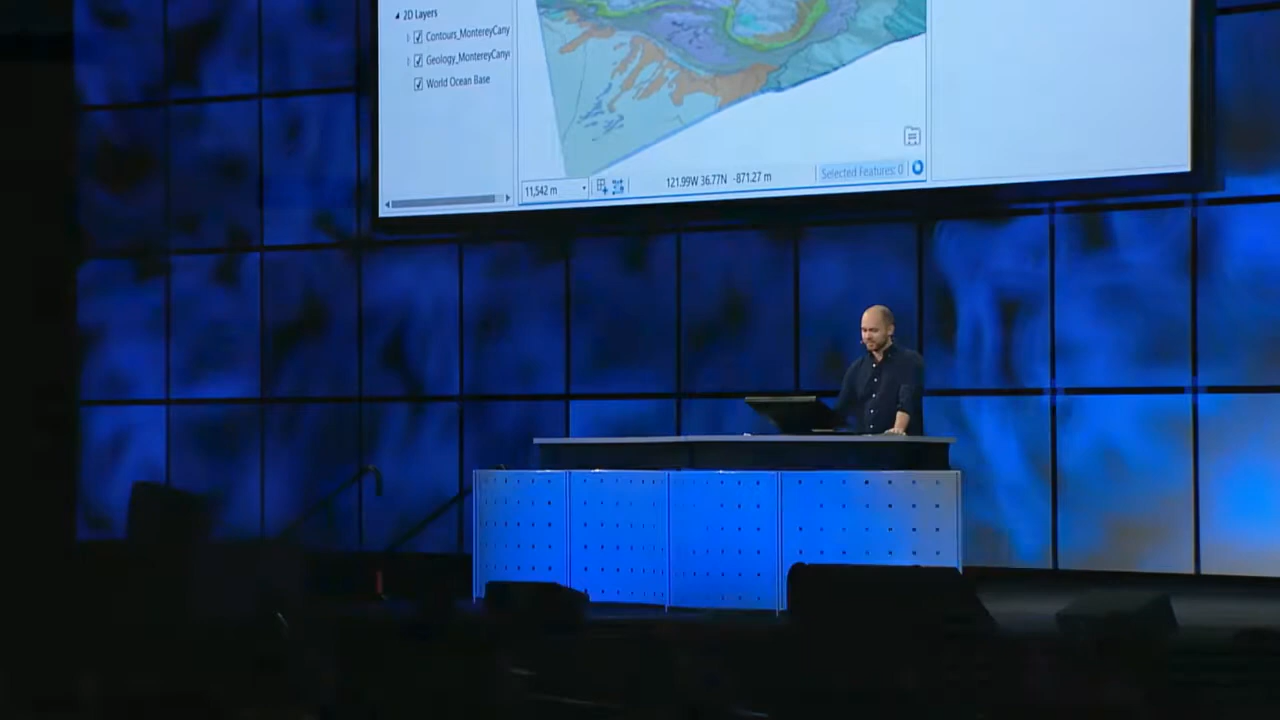 2D Layers
Contours_MontereyCany
Geology_MontereyCany
World Ocean Base
11,542 m
121.99W 36.77N -871.27 m
Selected Features: 0